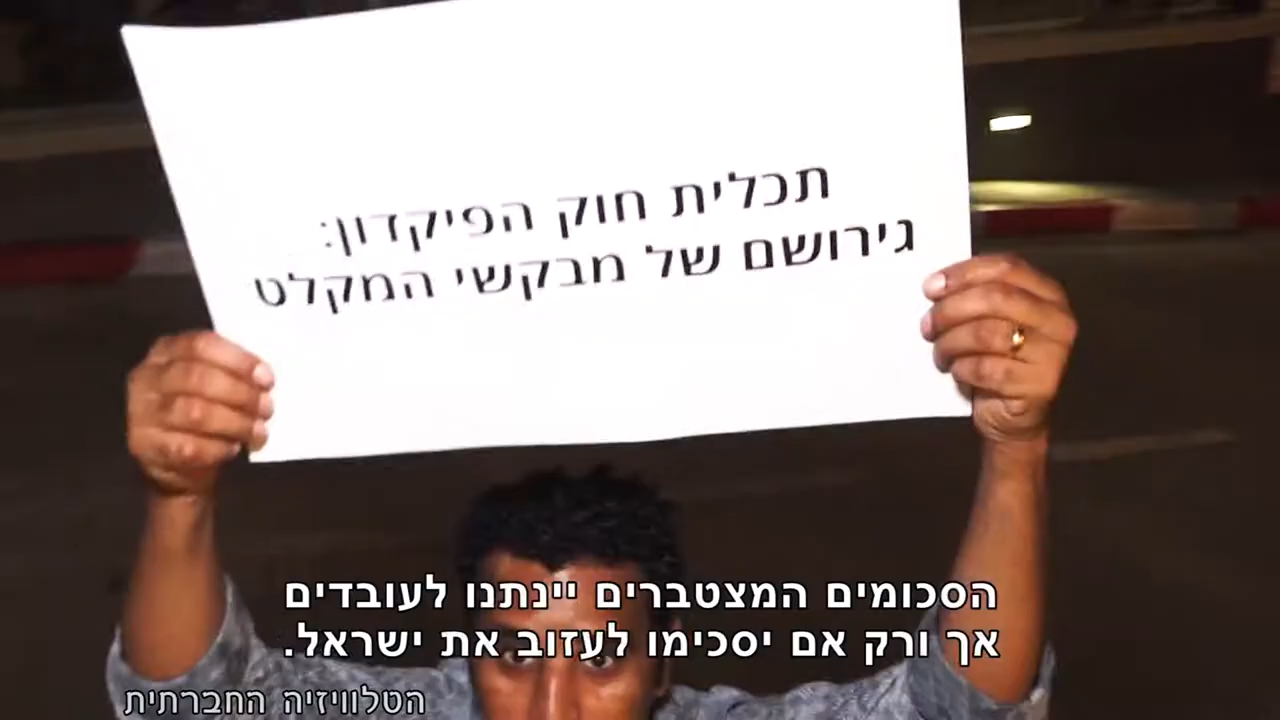 תכלית חוק הפיקדון:
גירושם של מבקשי המקלט
הסכומים המצטברים יינתנו לעובדים
אך ורק אם יסכימו לעזוב את ישראל.
הטלוויזיה החברתית